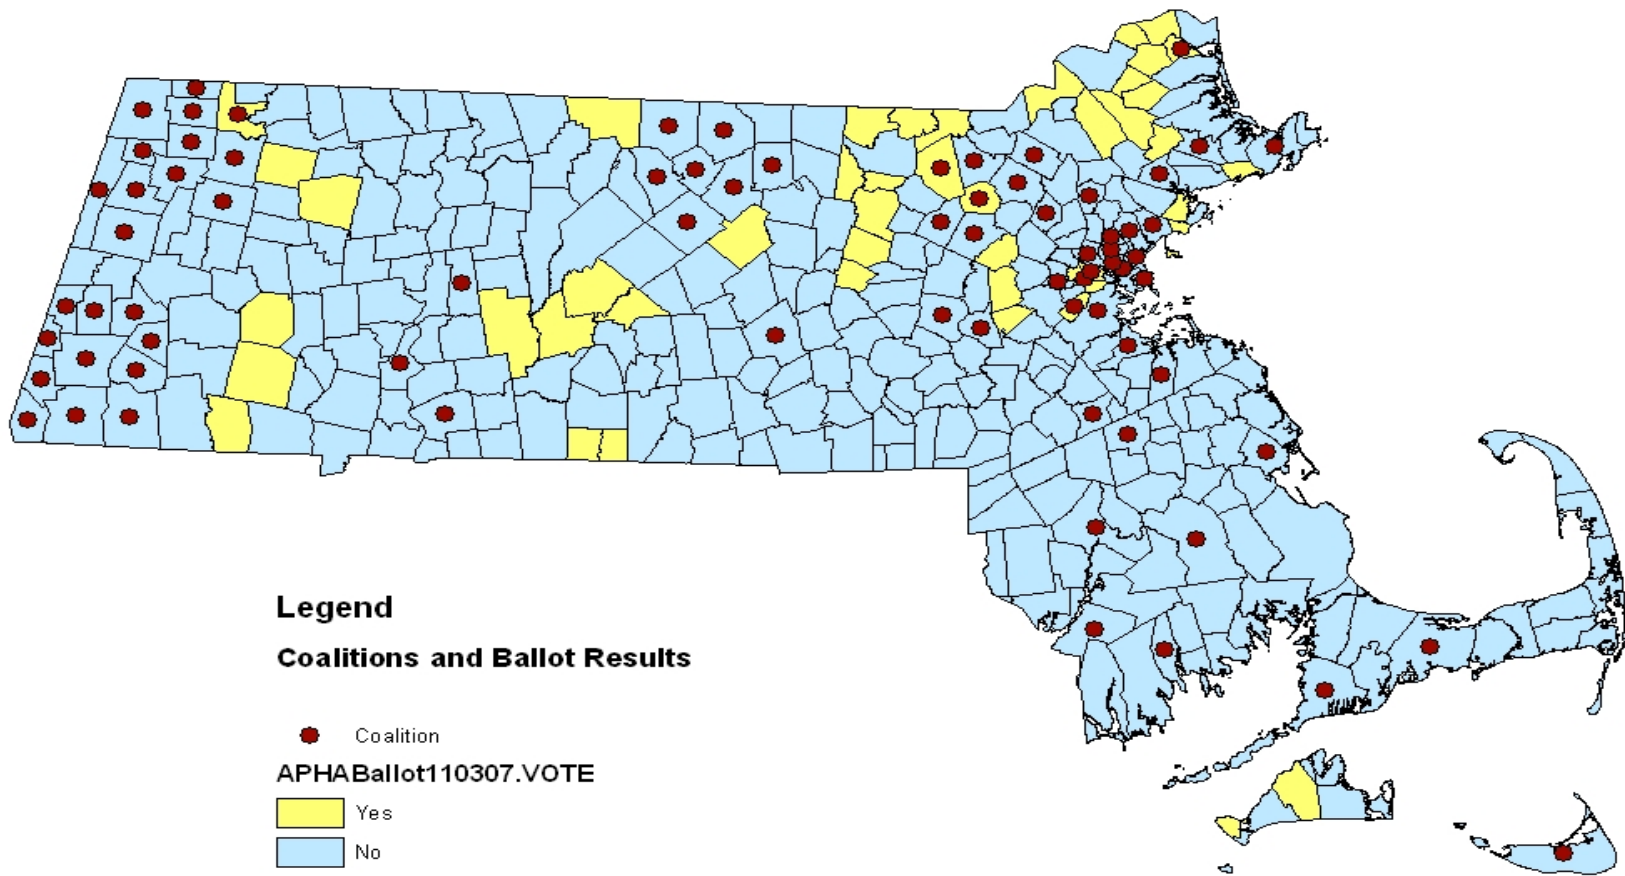 Legend
Coalitions and Ballot Results
Coalition
APHABallot110307.VOTE
Yes
No